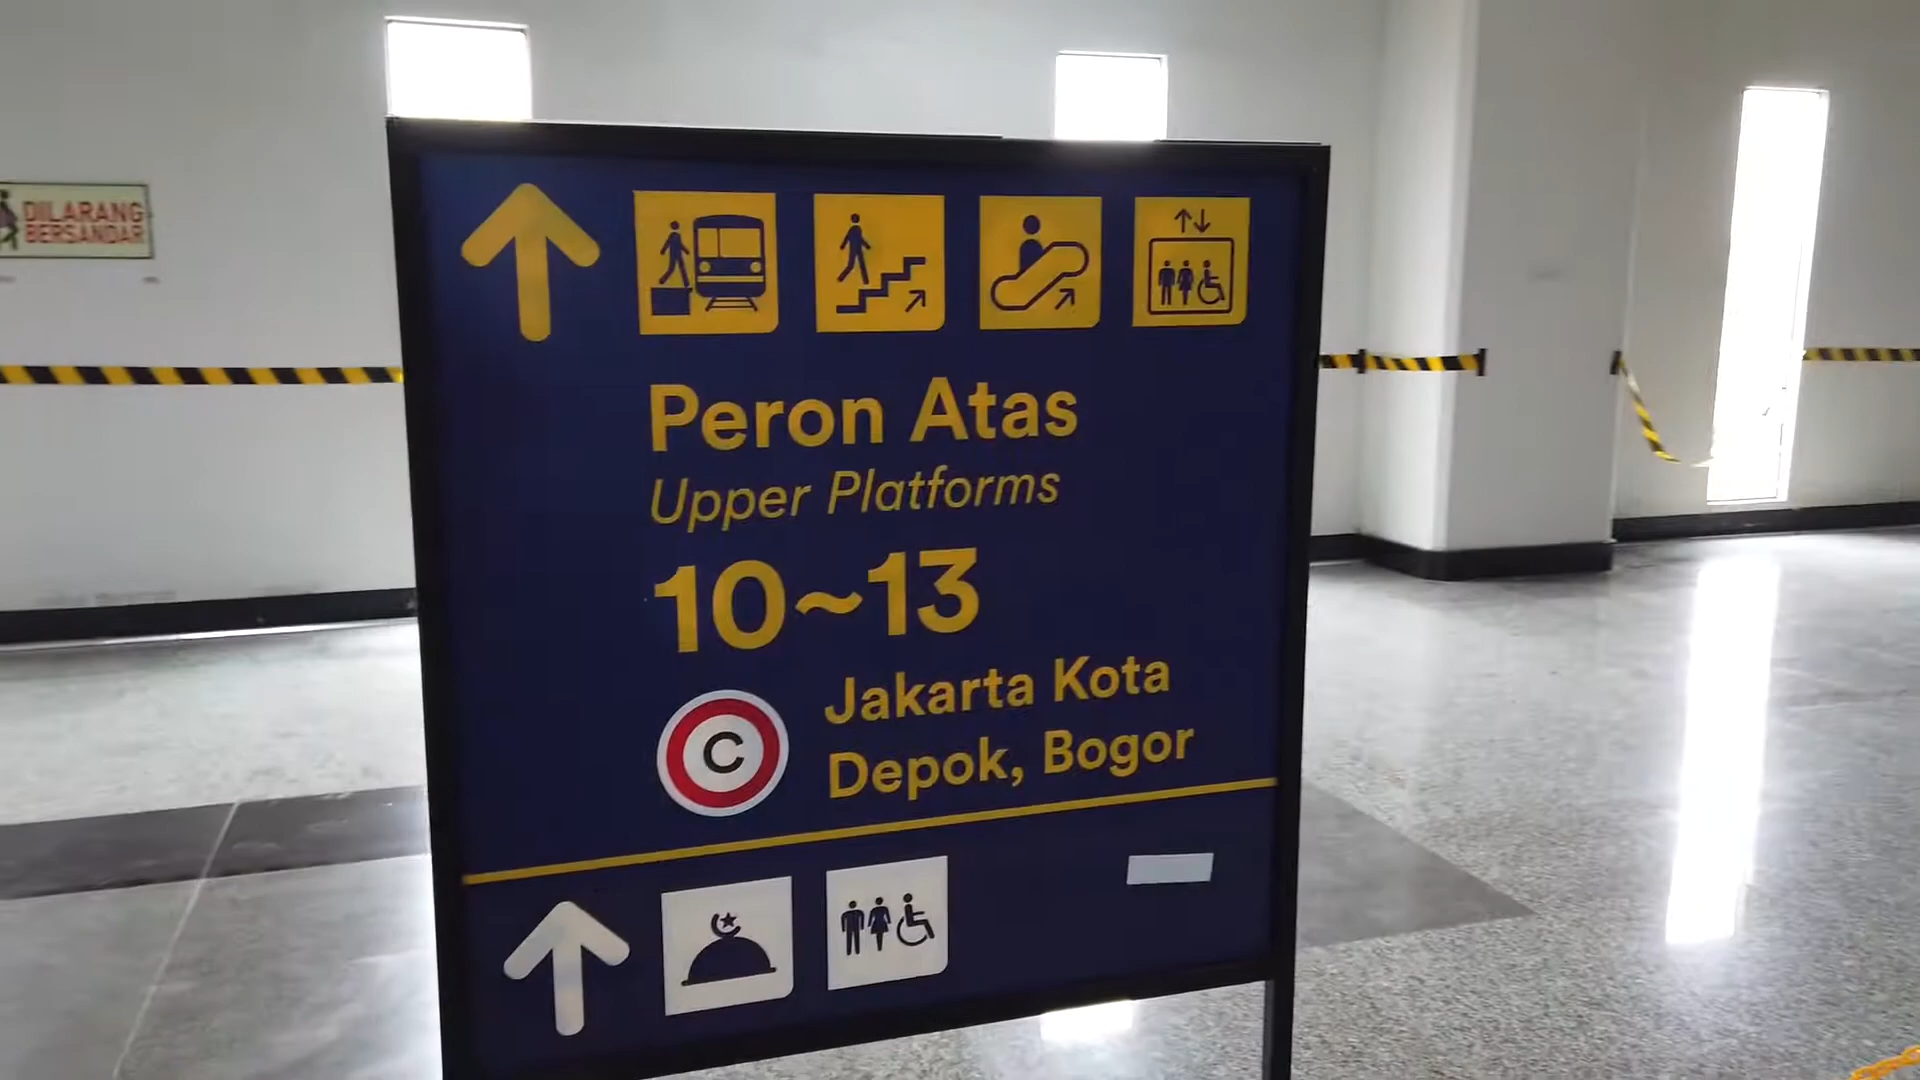 DILARANG
BERSANDAR
Peron Atas
Upper Platforms
10~13
C
Jakarta Kota
Depok, Bogor